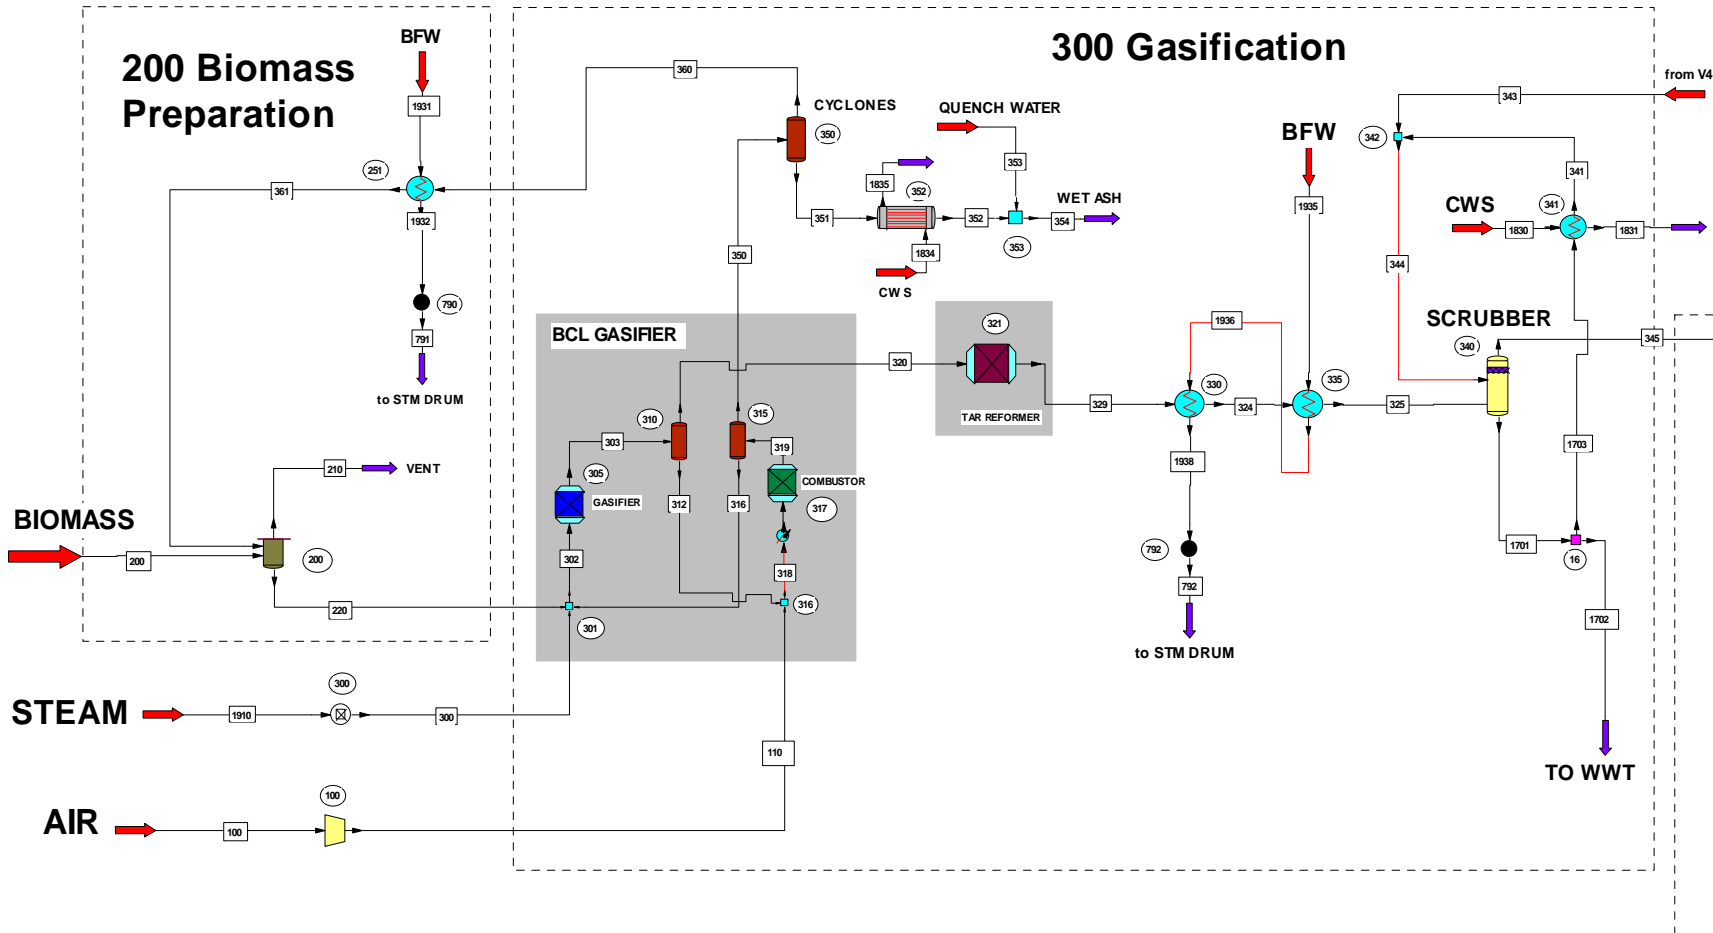 200 Biomass
Preparation
300 Gasification
BFW
1931
251
361
1932
790
791
to STM DRUM
360
CYCLONES
350
QUENCH WATER
353
1835
352
351
352
353
354
WET ASH
1834
CWS
350
BFW
1935
from V4
343
342
341
341
CWS
1830
1831
344
SCRUBBER
340
345
BCL GASIFIER
320
321
TAR REFORMER
1936
330
335
329
324
325
310
315
303
319
305
GASIFIER
COMBUSTOR
312
316
317
302
318
316
301
1938
792
792
to STM DRUM
1703
1701
16
1702
TO WWT
210
VENT
BIOMASS
200
200
220
STEAM
1910
300
300
110
AIR
100
100